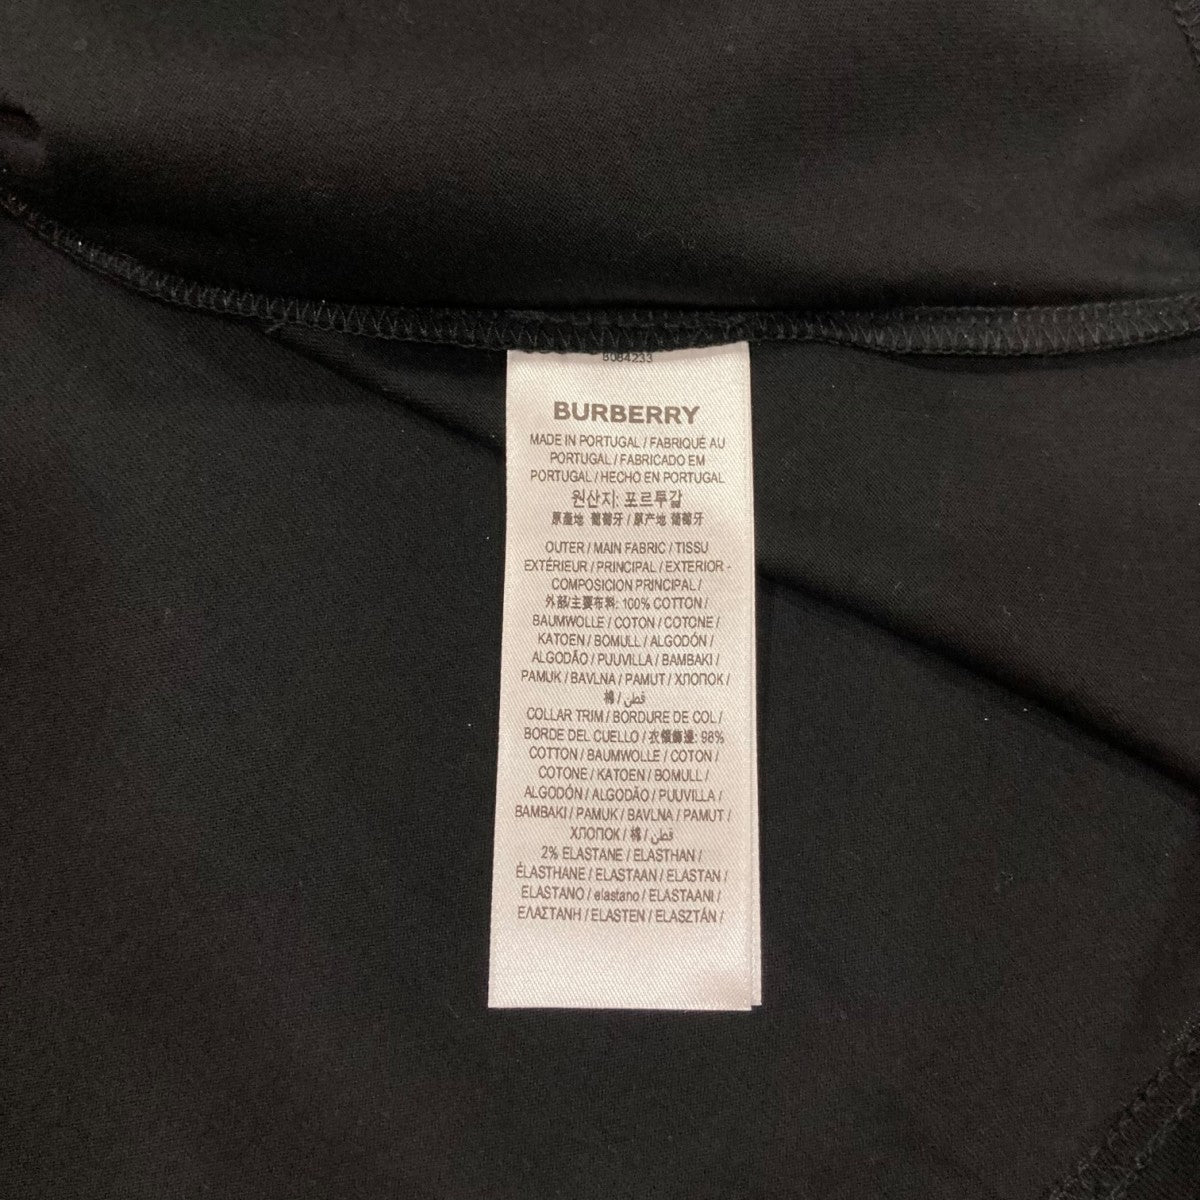 B084233
BURBERRY
MADE IN PORTUGAL / FABRIQUÉ AU
PORTUGAL / FABRICADO EM
PORTUGAL / HECHO EN PORTUGAL
원산지: 포르투갈
原產地 葡萄牙 / 原产地 葡萄牙
OUTER / MAIN FABRIC / TISSU
EXTÉRIEUR / PRINCIPAL / EXTERIOR -
COMPOSICION PRINCIPAL /
外部/主要布料: 100% COTTON /
BAUMWOLLE / COTON / COTONE /
KATOEN / BOMULL / ALGODÓN /
ALGODÃO / PUUVILLA / BAMBAKI /
PAMUK / BAVLNA / PAMUT / ХЛОПОК /
棉 / قطن /
COLLAR TRIM / BORDURE DE COL /
BORDE DEL CUELLO / 衣領飾邊: 98%
COTTON / BAUMWOLLE / COTON /
COTONE / KATOEN / BOMULL /
ALGODÓN / ALGODÃO / PUUVILLA /
BAMBAKI / PAMUK / BAVLNA / PAMUT /
ХЛОПОК / 棉 / قطن
2% ELASTANE / ELASTHAN /
ÉLASTHANE / ELASTAAN / ELASTAN /
ELASTANO / elastano / ELASTAANI /
ΕΛΑΣΤΑΝΗ / ELASTEN / ELASZTÁN /